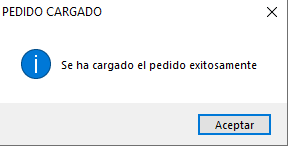 PEDIDO CARGADO
Se ha cargado el pedido exitosamente
Aceptar